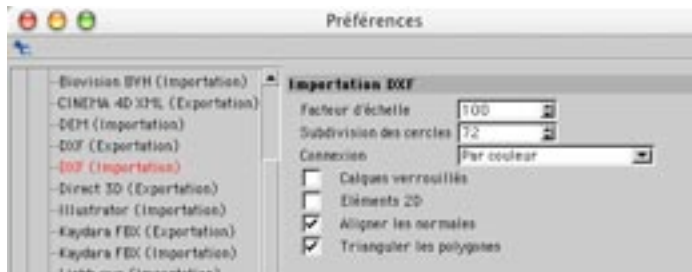 Préférences
Biovision BVH (Importation)
CINEMA 4D XML (Exportation)
DEM (Importation)
DXF (Exportation)
DXF (Importation)
Direct 3D (Exportation)
Illustrator (Importation)
Kaydara FBX (Exportation)
Kaydara FBX (Importation)
Importation DXF
Facteur d'échelle 100
Subdivision des cercles 72
Connexion Par couleur
Calques verrouillés
Eléments 2D
Aligner les normales
Trianguler les polygones